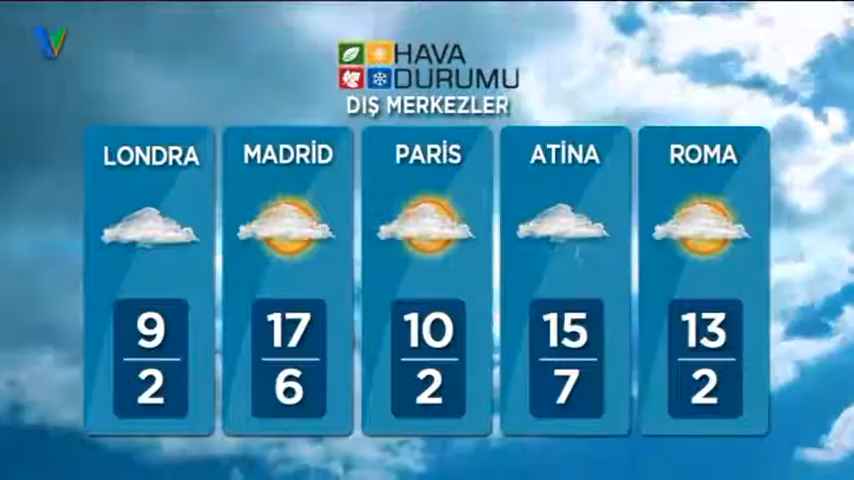 HAVA
DURUMU
DIŞ MERKEZLER
LONDRA
MADRİD
PARİS
ATİNA
ROMA
9
2
17
6
10
2
15
7
13
2